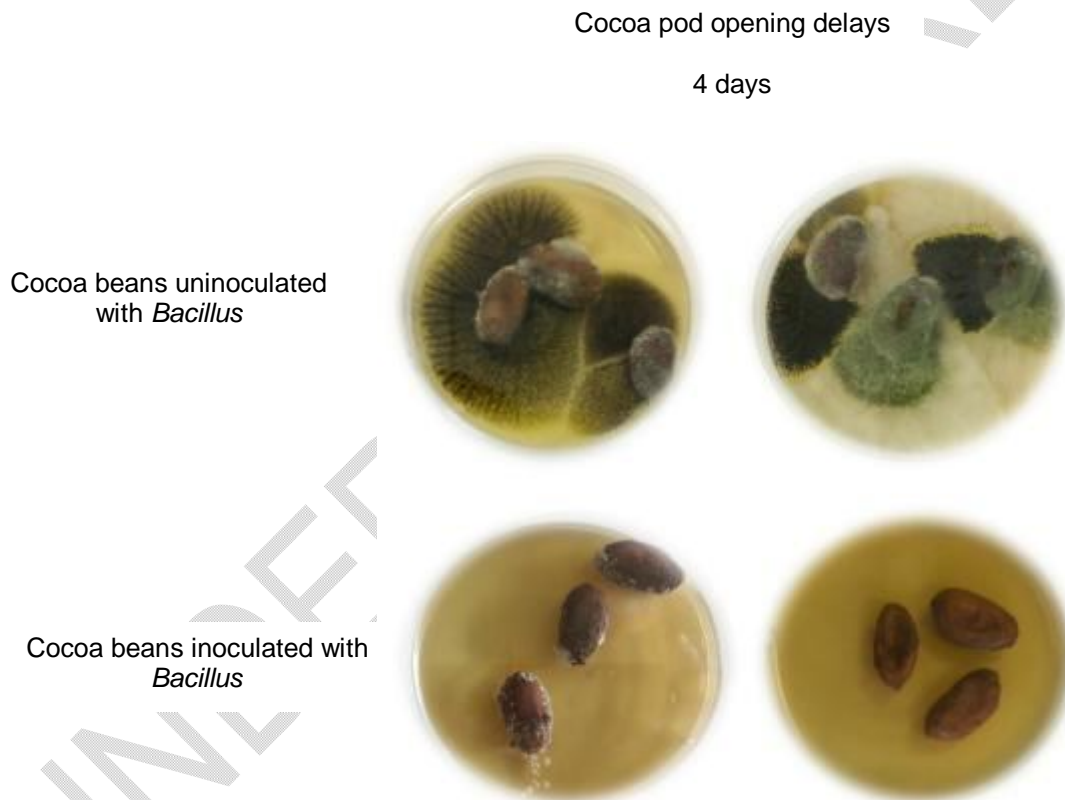 Cocoa pod opening delays
4 days
Cocoa beans uninoculated
with Bacillus
Cocoa beans inoculated with
Bacillus